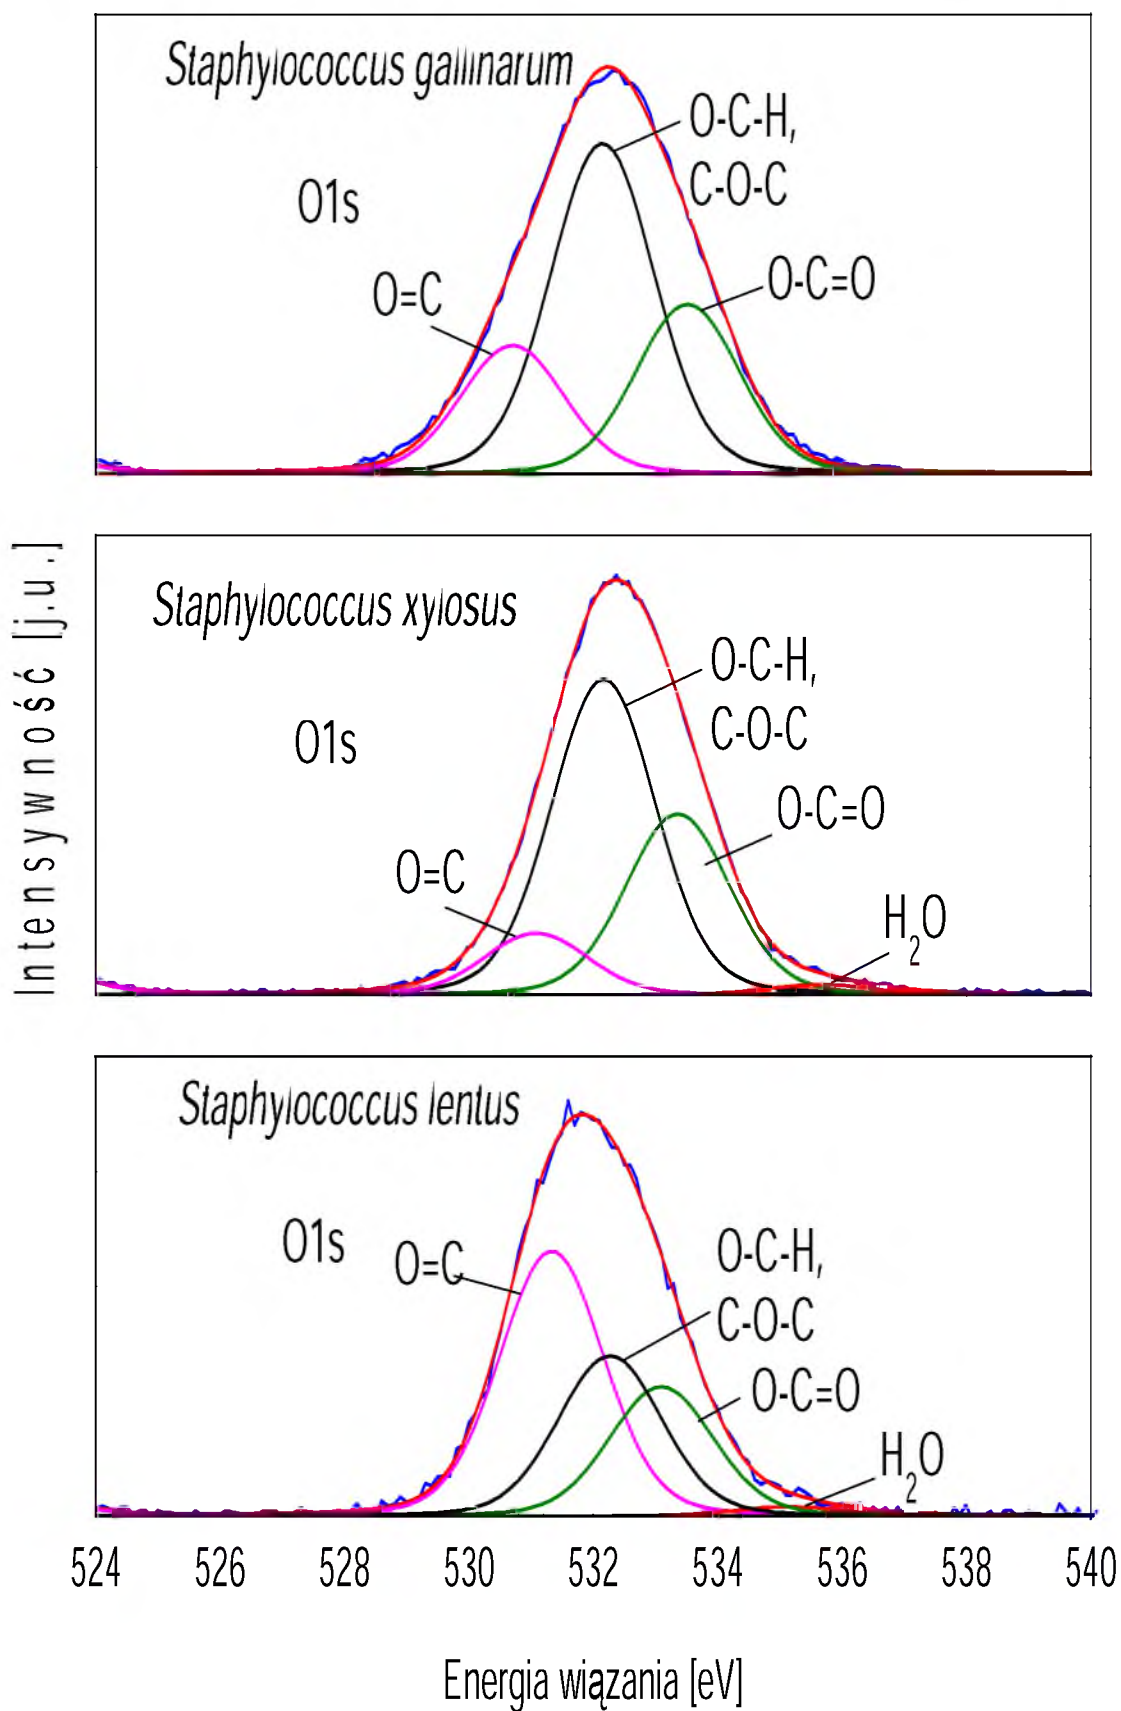 Staphylococcus gallinarum
O-C-H,
C-O-C
O1s
O-C=O
O=C
Staphylococcus xylosus
O-C-H,
C-O-C
O1s
O-C=O
O=C
H₂O
Intensywność [j.u.]
Staphylococcus lentus
O1s
O=C
O-C-H,
C-O-C
O-C=O
H₂O
524 526 528 530 532 534 536 538 540
Energia wiązania [eV]